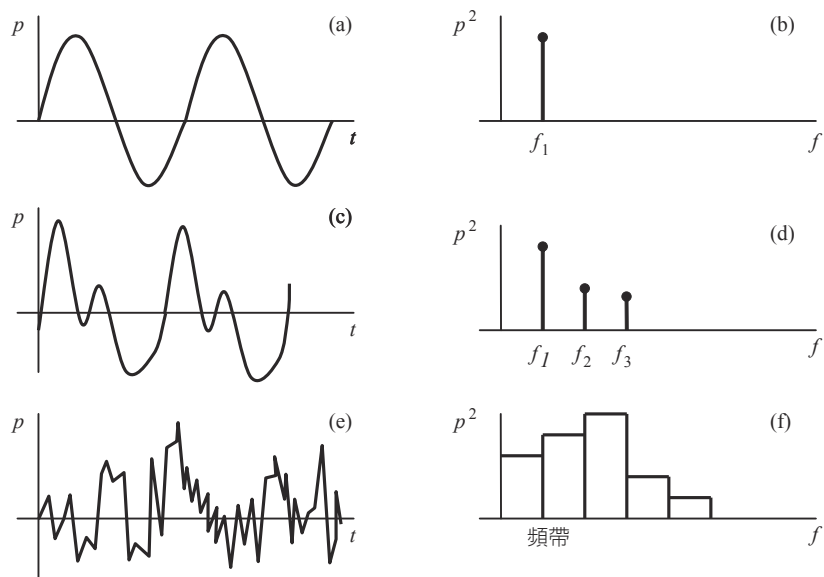 p
(a)
t
p²
(b)
f₁
f
p
(c)
t
p²
(d)
f₁
f₂
f₃
f
p
(e)
t
p²
(f)
頻帶
f